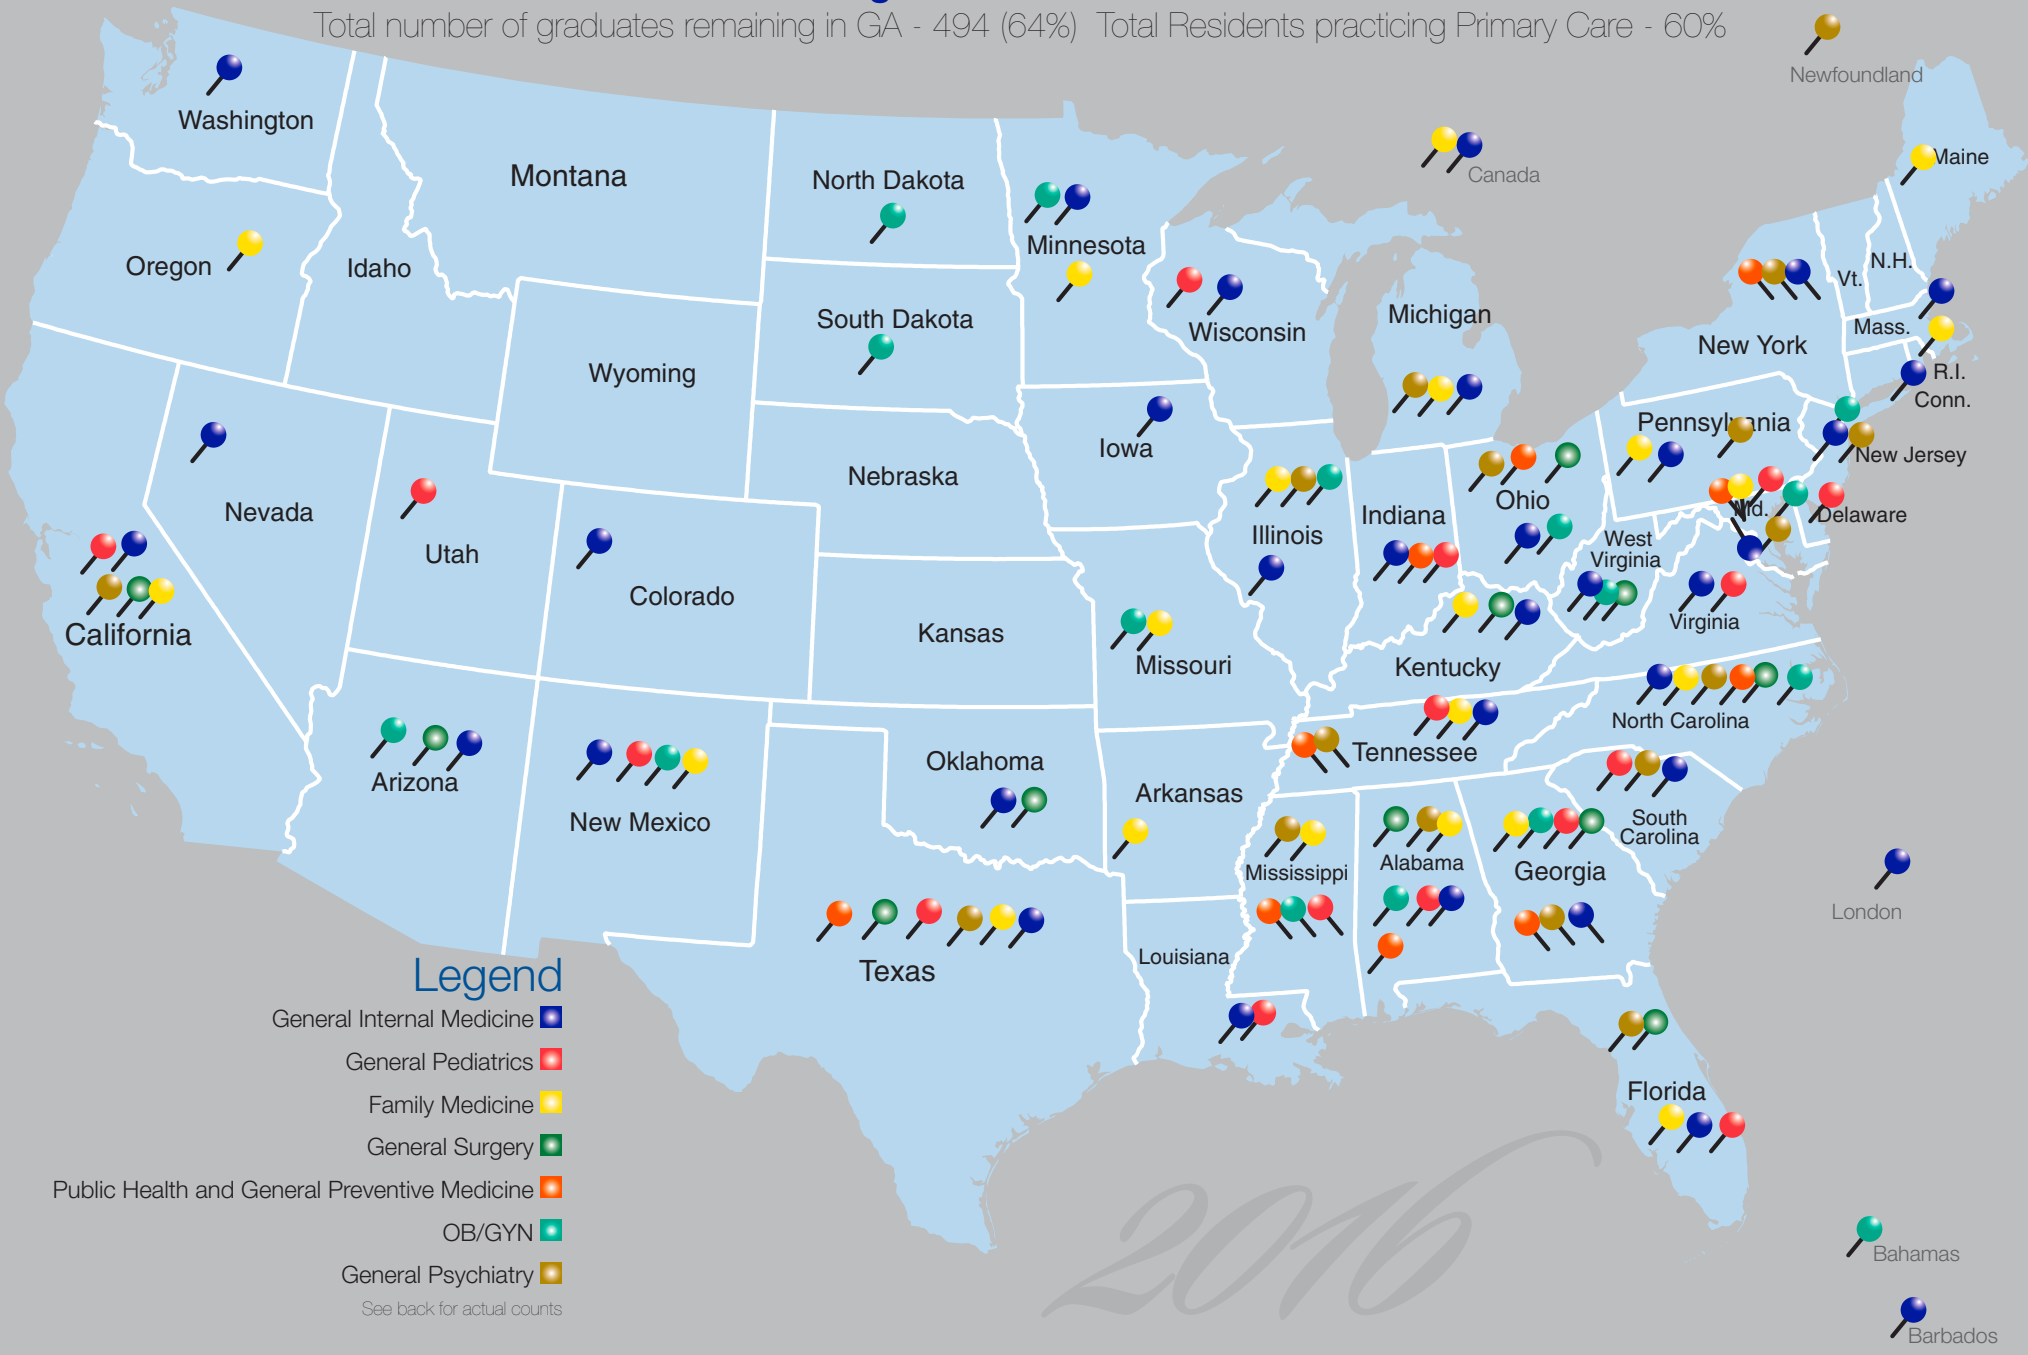 Total number of graduates remaining in GA - 494 (64%)  Total Residents practicing Primary Care - 60%
Newfoundland
Washington
Montana
North Dakota
Minnesota
Canada
Maine
Oregon
Idaho
South Dakota
Wisconsin
Michigan
Vt.
N.H.
New York
Mass.
R.I.
Conn.
Wyoming
Iowa
Nebraska
Pennsylvania
New Jersey
Nevada
Utah
Colorado
Illinois
Indiana
Ohio
Md.
Delaware
West
Virginia
Virginia
California
Kansas
Missouri
Kentucky
North Carolina
Arizona
New Mexico
Oklahoma
Arkansas
Tennessee
South
Carolina
Mississippi
Alabama
Georgia
London
Texas
Louisiana
Florida
Legend
General Internal Medicine
General Pediatrics
Family Medicine
General Surgery
Public Health and General Preventive Medicine
OB/GYN
General Psychiatry
See back for actual counts
2016
Bahamas
Barbados